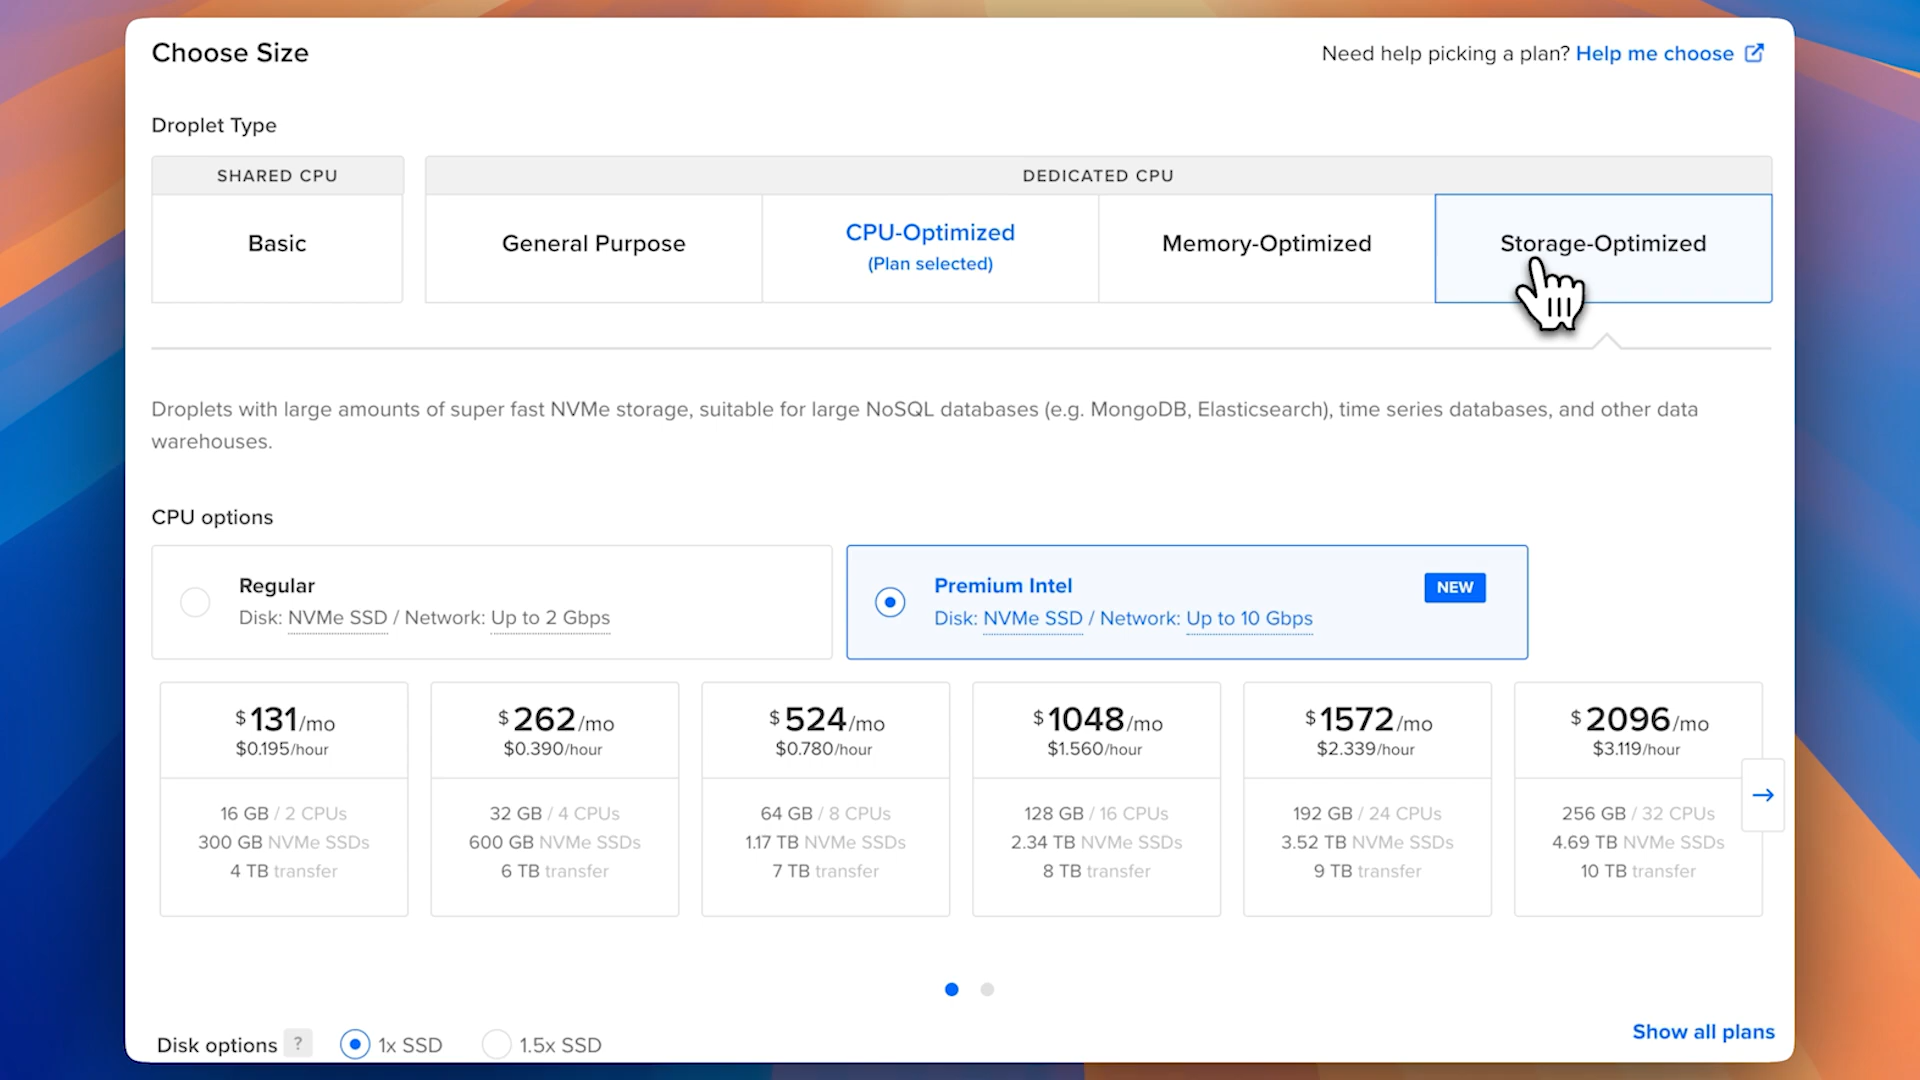 Choose Size
Need help picking a plan? Help me choose
Droplet Type
SHARED CPU
DEDICATED CPU
Basic
General Purpose
CPU-Optimized
(Plan selected)
Memory-Optimized
Storage-Optimized
Droplets with large amounts of super fast NVMe storage, suitable for large NoSQL databases (e.g. MongoDB, Elasticsearch), time series databases, and other data
warehouses.
CPU options
Regular
Disk: NVMe SSD / Network: Up to 2 Gbps
Premium Intel
NEW
Disk: NVMe SSD / Network: Up to 10 Gbps
$131/mo
$0.195/hour
16 GB / 2 CPUs
300 GB NVMe SSDs
4 TB transfer
$262/mo
$0.390/hour
32 GB / 4 CPUs
600 GB NVMe SSDs
6 TB transfer
$524/mo
$0.780/hour
64 GB / 8 CPUs
1.17 TB NVMe SSDs
7 TB transfer
$1048/mo
$1.560/hour
128 GB / 16 CPUs
2.34 TB NVMe SSDs
8 TB transfer
$1572/mo
$2.339/hour
192 GB / 24 CPUs
3.52 TB NVMe SSDs
9 TB transfer
$2096/mo
$3.119/hour
256 GB / 32 CPUs
4.69 TB NVMe SSDs
10 TB transfer
Disk options ?
1x SSD
1.5x SSD
Show all plans